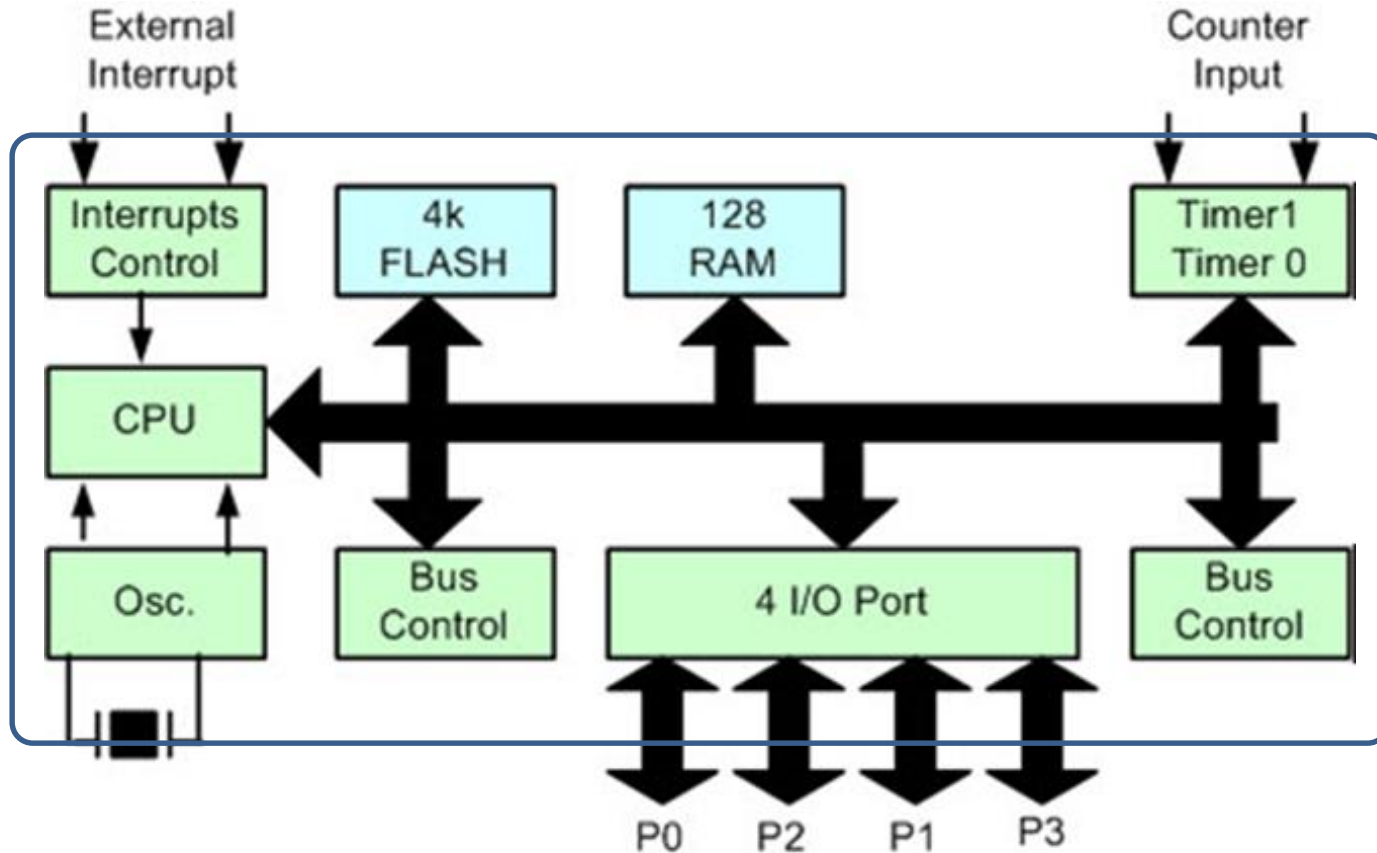 External
Interrupt
Counter
Input
Interrupts
Control
4k
FLASH
128
RAM
Timer1
Timer 0
CPU
Osc.
Bus
Control
4 I/O Port
Bus
Control
P0 P2 P1 P3